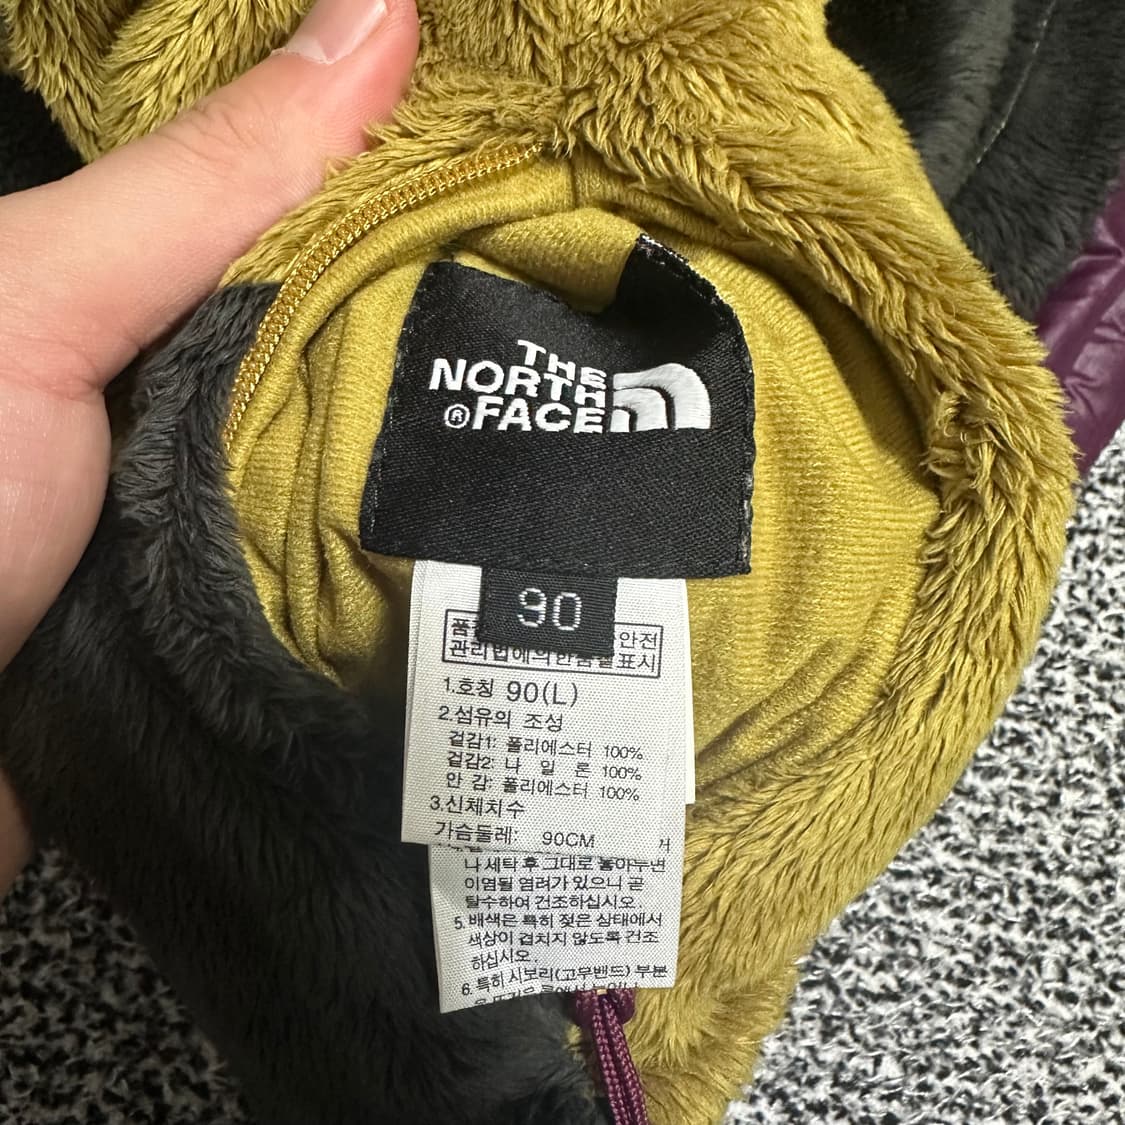 THE
NORTH
®FACE
90
품 안전
관리법에의한품질표시
1.호칭 90(L)
2.섬유의 조성
겉감1: 폴리에스터 100%
겉감2: 나 일 론 100%
안 감: 폴리에스터 100%
3.신체치수
가슴둘레: 90CM
나 세탁 후 그대로 놓아두면
이염될 염려가 있으니 곧
탈수하여 건조하십시오.
5. 배색은 특히 젖은 상태에서
색상이 겹치지 않도록 건조
하십시오.
6. 특히 시보리(고무밴드) 부분